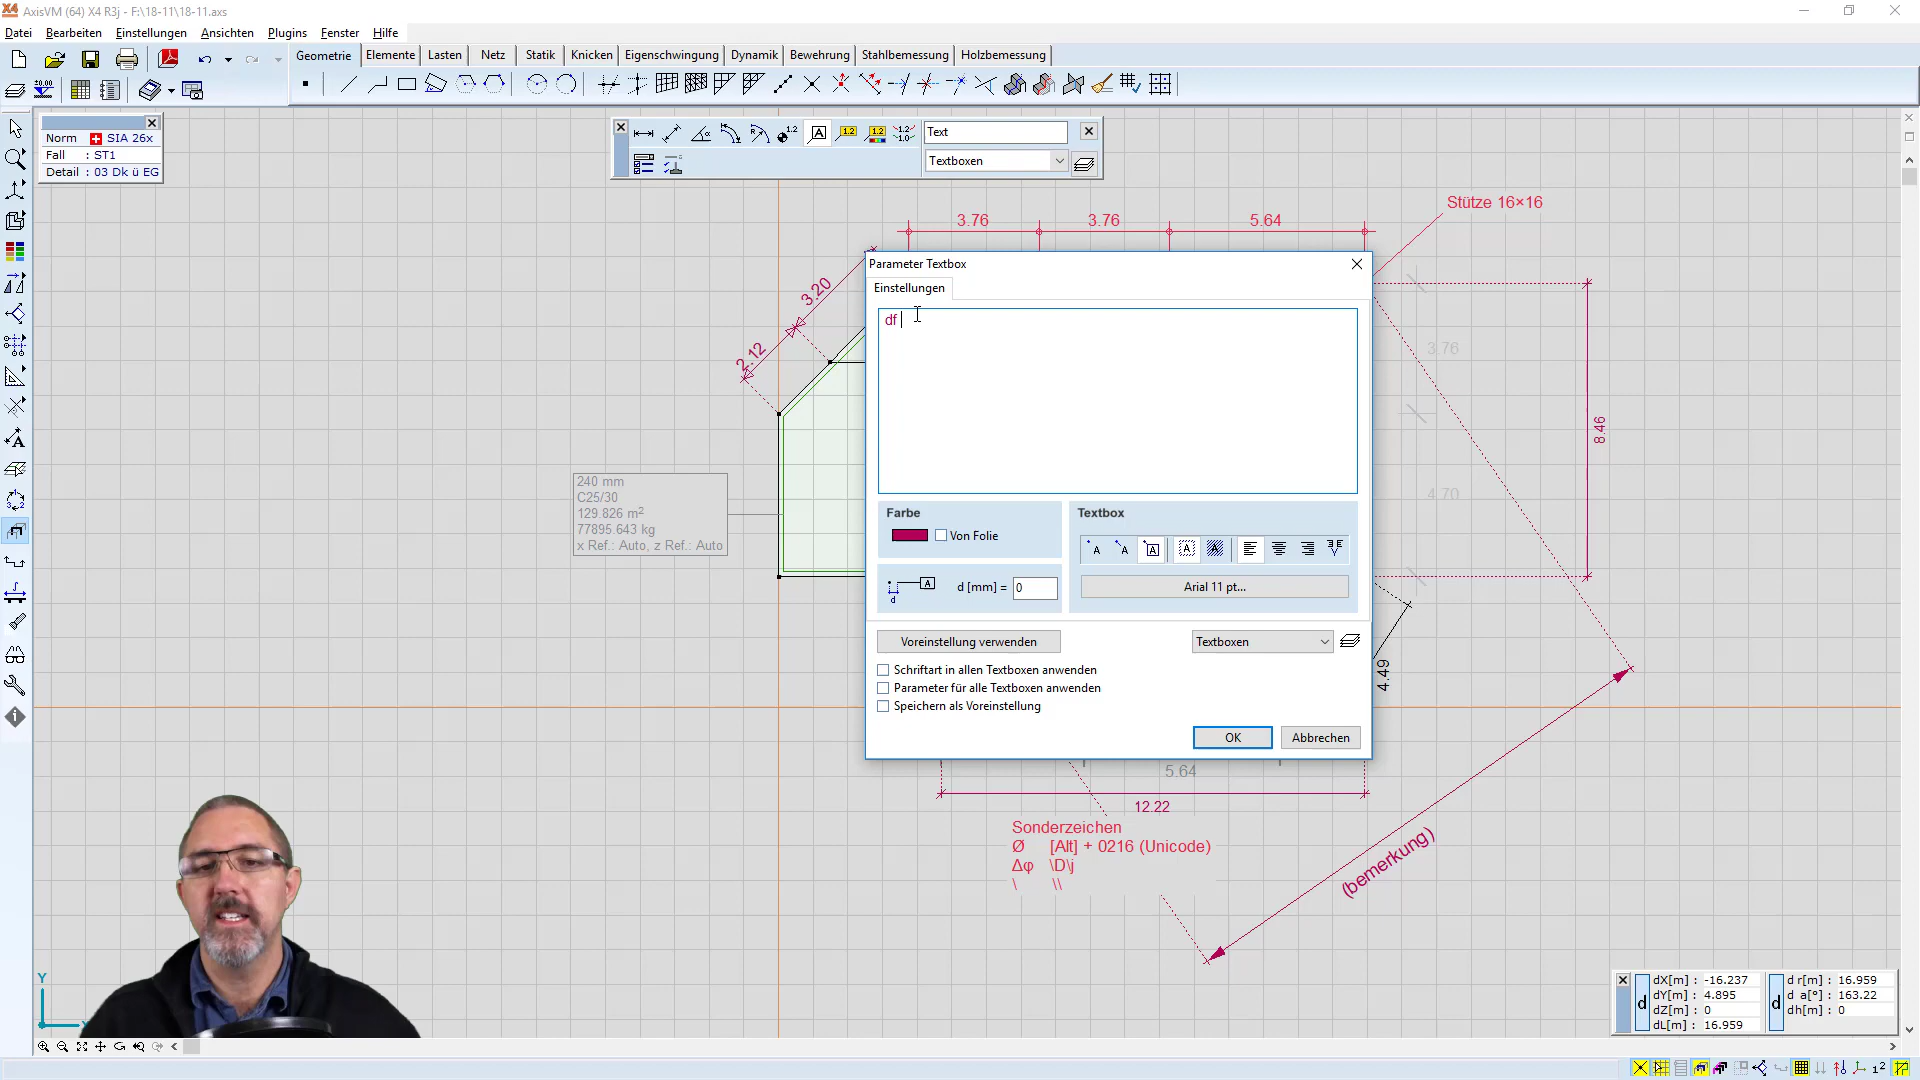 AxisVM (64) X4 R3j - F:\18-11\18-11.axs
Datei Bearbeiten Einstellungen Ansichten Plugins Fenster Hilfe
Geometrie Elemente Lasten Netz Statik Knicken Eigenschwingung Dynamik Bewehrung Stahlbemessung Holzbemessung
Norm SIA 26x
Fall : ST1
Detail : 03 Dk ü EG
Text
Textboxen
Stütze 16×16
3.76 3.76 5.64
3.20
2.12
3.76
8.46
4.70
4.49
240 mm
C25/30
129.826 m²
77895.643 kg
x Ref.: Auto, z Ref.: Auto
Parameter Textbox
Einstellungen
df
Farbe
Von Folie
d [mm] = 0
Textbox
Arial 11 pt...
Voreinstellung verwenden
Textboxen
Schriftart in allen Textboxen anwenden
Parameter für alle Textboxen anwenden
Speichern als Voreinstellung
OK Abbrechen
5.64
12.22
Sonderzeichen
Ø [Alt] + 0216 (Unicode)
Δφ \D\j
\ \\
(bemerkung)
Y
dX[m] : -16.237
dY[m] : 4.895
dZ[m] : 0
dL[m] : 16.959
d r[m] : 16.959
d a[°] : 163.22
dh[m] : 0